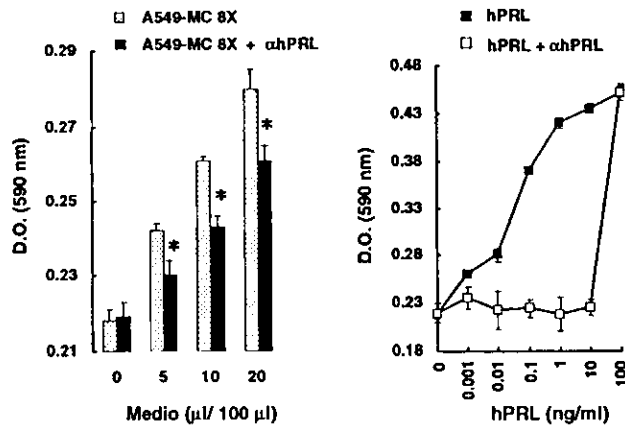 A549-MC 8X
A549-MC 8X + αhPRL
0.29
0.27
0.25
0.23
0.21
D.O. (590 nm)
*
*
*
0 5 10 20
Medio (µl/ 100 µl)
hPRL
hPRL + αhPRL
0.48
0.43
0.38
0.33
0.28
0.23
0.18
D.O. (590 nm)
0 0.001 0.01 0.1 1 10 100
hPRL (ng/ml)